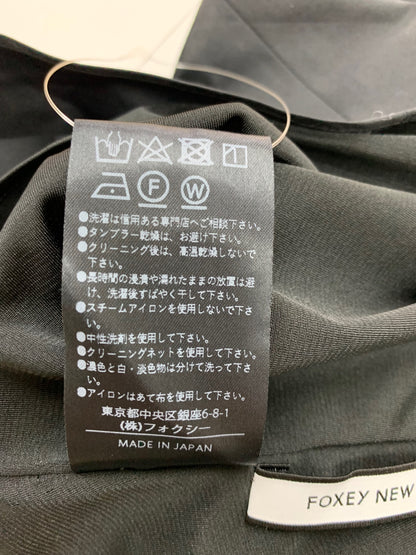 F W
●洗濯は信用ある専門店へご相談下さい。
●タンブラー乾燥は、お避け下さい。
●クリーニング後は、高温乾燥しないで
下さい。
●長時間の浸漬や濡れたままの放置は避
け、洗濯後すばやく干して下さい。
●スチームアイロンを使用しないで下さ
い。
●中性洗剤を使用して下さい。
●クリーニングネットを使用して下さい。
●濃色と白・淡色物は分けて洗って下さ
い。
●アイロンはあて布を使用して下さい。
東京都中央区銀座6-8-1
(株)フォクシー
MADE IN JAPAN
FOXEY NEW